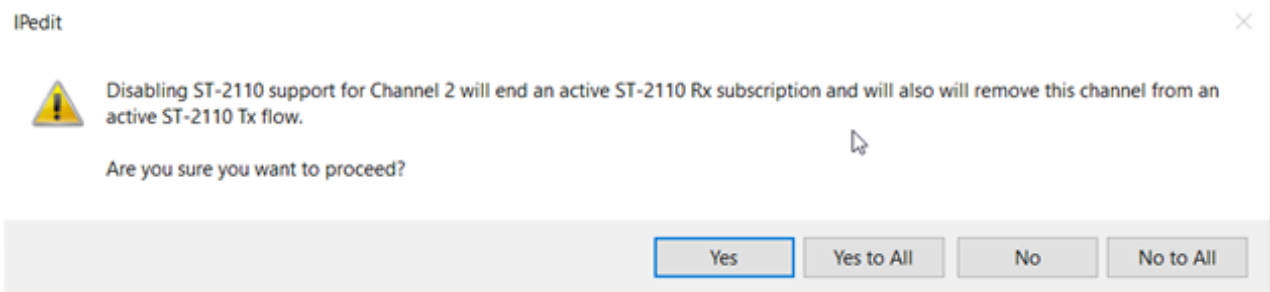 IPedit
Disabling ST-2110 support for Channel 2 will end an active ST-2110 Rx subscription and will also will remove this channel from an
active ST-2110 Tx flow.
Are you sure you want to proceed?
Yes
Yes to All
No
No to All